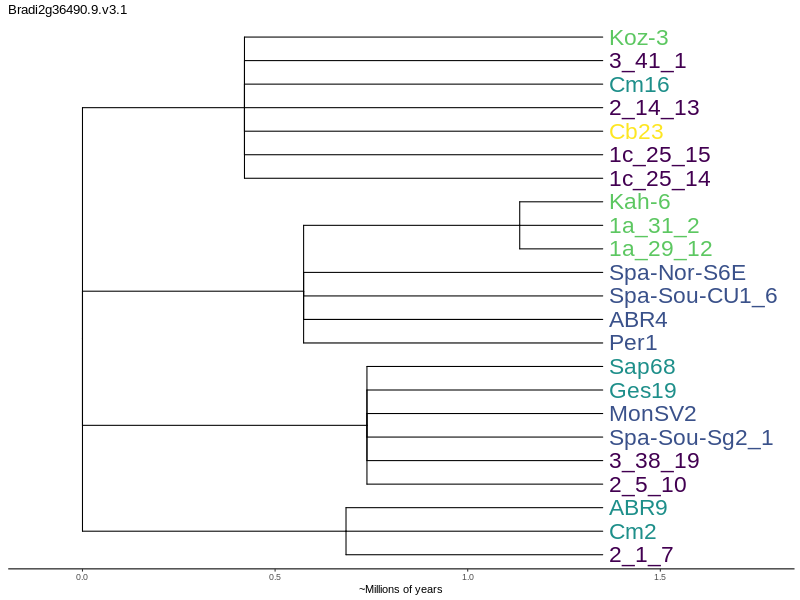 Bradi2g36490.9.v3.1
Koz-3
3_41_1
Cm16
2_14_13
Cb23
1c_25_15
1c_25_14
Kah-6
1a_31_2
1a_29_12
Spa-Nor-S6E
Spa-Sou-CU1_6
ABR4
Per1
Sap68
Ges19
MonSV2
Spa-Sou-Sg2_1
3_38_19
2_5_10
ABR9
Cm2
2_1_7
0.0 0.5 1.0 1.5
~Millions of years